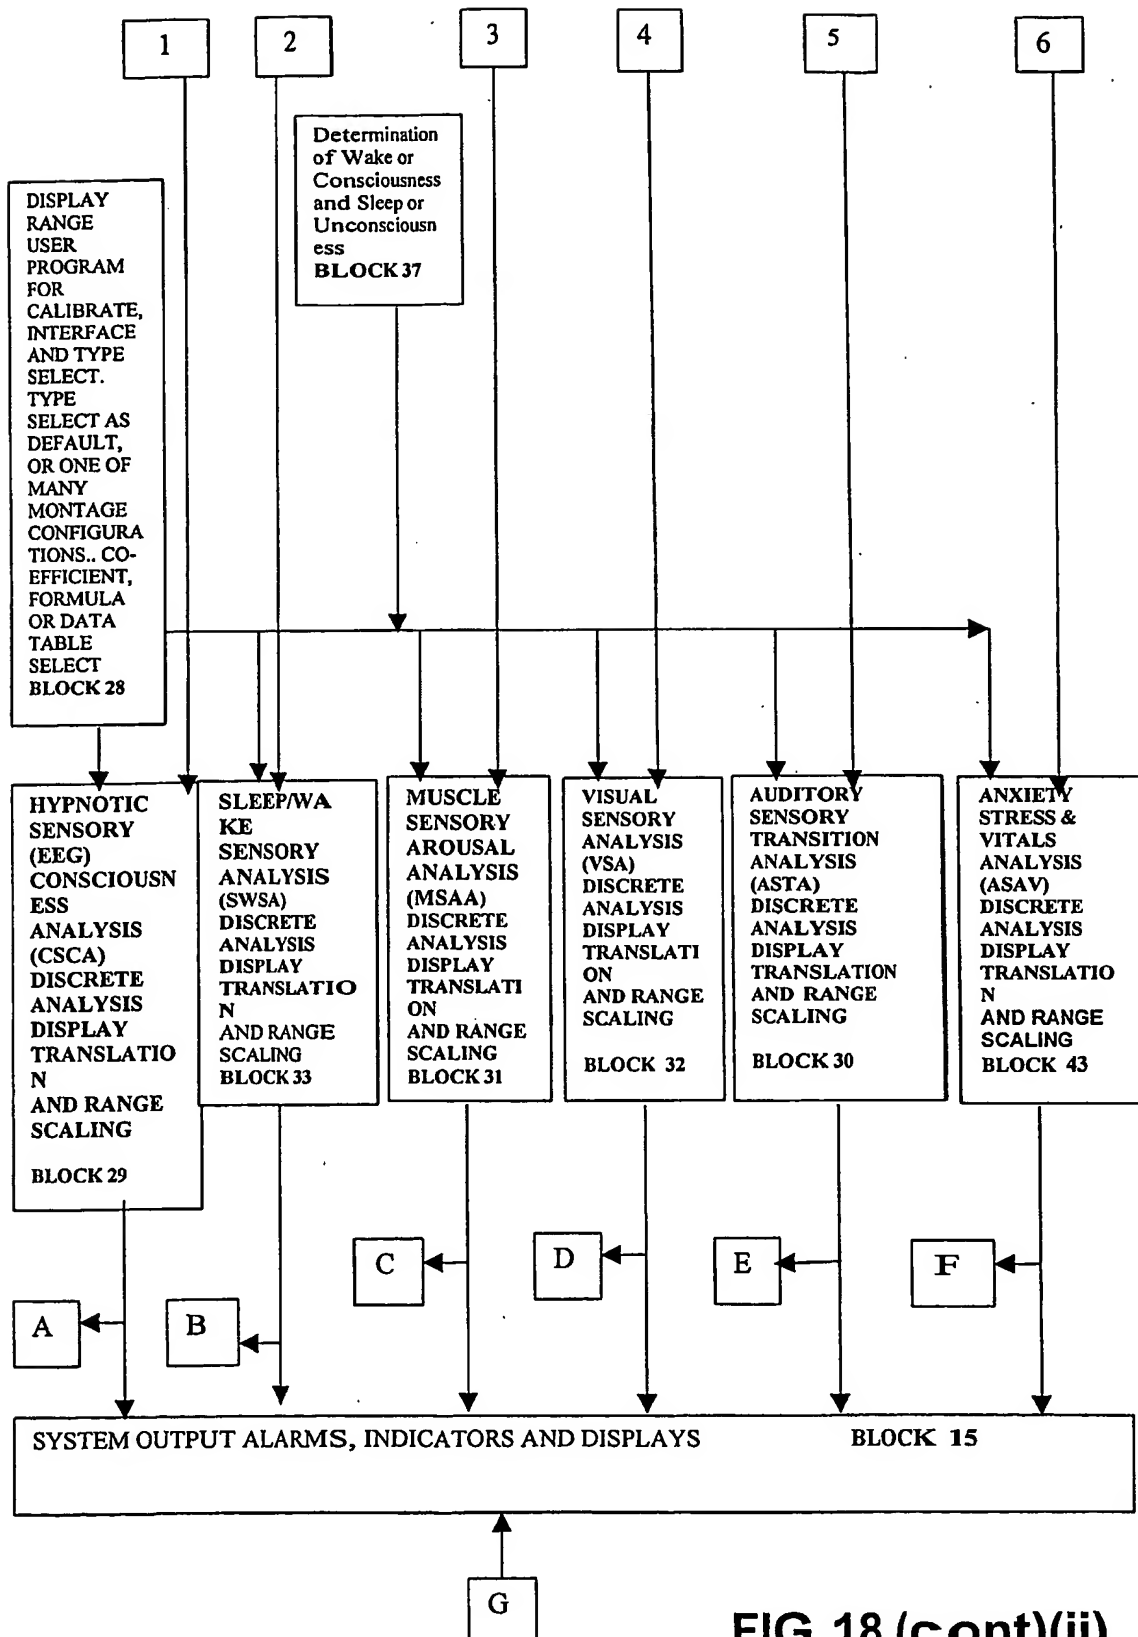 1
2
3
4
5
6
Determination
of Wake or
Consciousness
and Sleep or
Unconsciousn
ess
BLOCK 37
DISPLAY
RANGE
USER
PROGRAM
FOR
CALIBRATE,
INTERFACE
AND TYPE
SELECT.
TYPE
SELECT AS
DEFAULT,
OR ONE OF
MANY
MONTAGE
CONFIGURA
TIONS.. CO-
EFFICIENT,
FORMULA
OR DATA
TABLE
SELECT
BLOCK 28
HYPNOTIC
SENSORY
(EEG)
CONSCIOUSN
ESS
ANALYSIS
(CSCA)
DISCRETE
ANALYSIS
DISPLAY
TRANSLATIO
N
AND RANGE
SCALING
BLOCK 29
SLEEP/WA
KE
SENSORY
ANALYSIS
(SWSA)
DISCRETE
ANALYSIS
DISPLAY
TRANSLATIO
N
AND RANGE
SCALING
BLOCK 33
MUSCLE
SENSORY
AROUSAL
ANALYSIS
(MSAA)
DISCRETE
ANALYSIS
DISPLAY
TRANSLATI
ON
AND RANGE
SCALING
BLOCK 31
VISUAL
SENSORY
ANALYSIS
(VSA)
DISCRETE
ANALYSIS
DISPLAY
TRANSLATI
ON
AND RANGE
SCALING
BLOCK 32
AUDITORY
SENSORY
TRANSITION
ANALYSIS
(ASTA)
DISCRETE
ANALYSIS
DISPLAY
TRANSLATION
AND RANGE
SCALING
BLOCK 30
ANXIETY
STRESS &
VITALS
ANALYSIS
(ASAV)
DISCRETE
ANALYSIS
DISPLAY
TRANSLATIO
N
AND RANGE
SCALING
BLOCK 43
A
B
C
D
E
F
SYSTEM OUTPUT ALARMS, INDICATORS AND DISPLAYS BLOCK 15
G
FIG 18 (cont)(ii)